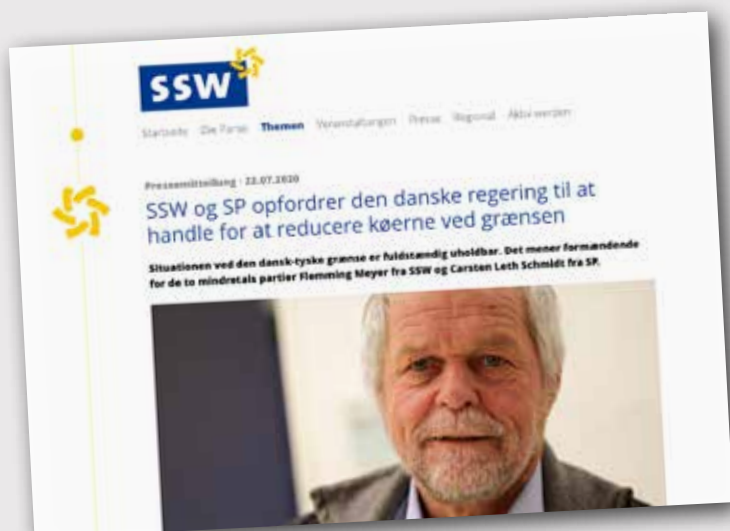 SSW
Startseite Die Partei Themen Veranstaltungen Presse Regional Aktiv werden
Pressemitteilung · 22.07.2020
SSW og SP opfordrer den danske regering til at
handle for at reducere køerne ved grænsen
Situationen ved den dansk-tyske grænse er fuldstændig uholdbar. Det mener formændende
for de to mindretals partier Flemming Meyer fra SSW og Carsten Leth Schmidt fra SP.